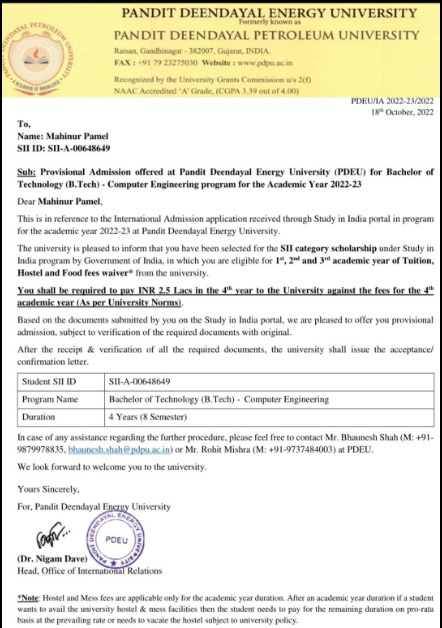 PANDIT DEENDAYAL ENERGY UNIVERSITY
Formerly known as
PANDIT DEENDAYAL PETROLEUM UNIVERSITY
Raisan, Gandhinagar - 382007, Gujarat, INDIA.
FAX : +91 79 23275030 Website : www.pdpu.ac.in
Recognized by the University Grants Commission u/s 2(f)
NAAC Accredited 'A' Grade, (CGPA 3.39 out of 4.00)
PDEU/IA 2022-23/2022
18th October, 2022
To,
Name: Mahinur Pamel
SII ID: SII-A-00648649
Sub: Provisional Admission offered at Pandit Deendayal Energy University (PDEU) for Bachelor of
Technology (B.Tech) - Computer Engineering program for the Academic Year 2022-23
Dear Mahinur Pamel,
This is in reference to the International Admission application received through Study in India portal in program
for the academic year 2022-23 at Pandit Deendayal Energy University.
The university is pleased to inform that you have been selected for the SII category scholarship under Study in
India program by Government of India, in which you are eligible for 1st, 2nd and 3rd academic year of Tuition,
Hostel and Food fees waiver* from the university.
You shall be required to pay INR 2.5 Lacs in the 4th year to the University against the fees for the 4th
academic year (As per University Norms).
Based on the documents submitted by you on the Study in India portal, we are pleased to offer you provisional
admission, subject to verification of the required documents with original.
After the receipt & verification of all the required documents, the university shall issue the acceptance/
confirmation letter.
Student SII ID SII-A-00648649
Program Name Bachelor of Technology (B.Tech) - Computer Engineering
Duration 4 Years (8 Semester)
In case of any assistance regarding the further procedure, please feel free to contact Mr. Bhaunesh Shah (M: +91-
9879978835, bhaunesh.shah@pdpu.ac.in) or Mr. Rohit Mishra (M: +91-9737484003) at PDEU.
We look forward to welcome you to the university.
Yours Sincerely,
For, Pandit Deendayal Energy University
PDEU
(Dr. Nigam Dave)
Head, Office of International Relations
*Note: Hostel and Mess fees are applicable only for the academic year duration. After an academic year duration if a student
wants to avail the university hostel & mess facilities then the student needs to pay for the remaining duration on pro-rata
basis at the prevailing rate or needs to vacate the hostel subject to university policy.